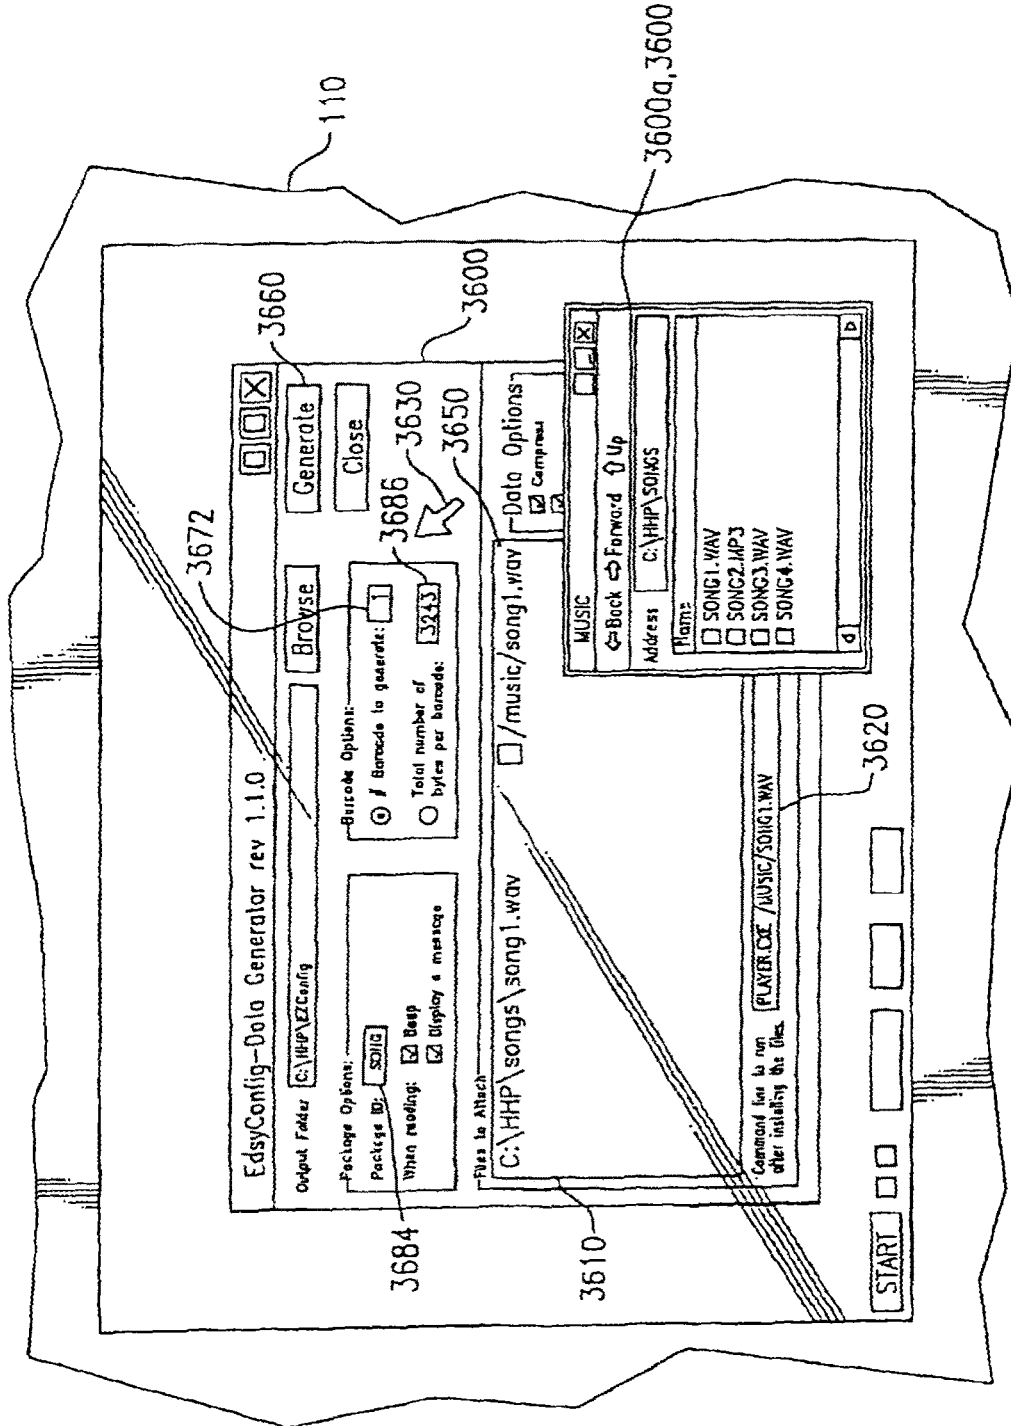 110
3660
3672
3600
EdsyConfig-Data Generator rev 1.1.0
Output Folder C:\HHP\EZConfig Browse Generate
Close
3630
3686
3650
Package Options:
Package ID: SONG
When reading: Beep
Display a message
Barcode Options:
# Barcode to generate: 1
Total number of
bytes per barcode: 3243
3684
Files to Attach
C:\HHP\songs\song1.wav /music/song1.wav
Data Options
Compress
3610
MUSIC
Back Forward Up
Address C:\HHP\SONGS
Name
SONG1.WAV
SONG2.MP3
SONG3.WAV
SONG4.WAV
3600a,3600
Command line to run
after installing the files. PLAYER.EXE /MUSIC/SONG1.WAV
3620
START